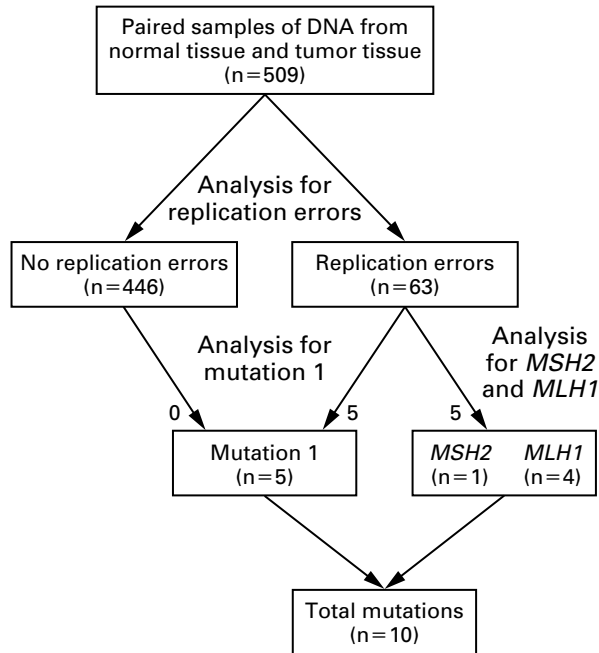 Paired samples of DNA from
normal tissue and tumor tissue
(n=509)
Analysis for
replication errors
No replication errors
(n=446)
Replication errors
(n=63)
Analysis for
mutation 1
Analysis
for MSH2
and MLH1
0
5
5
Mutation 1
(n=5)
MSH2 MLH1
(n=1) (n=4)
Total mutations
(n=10)